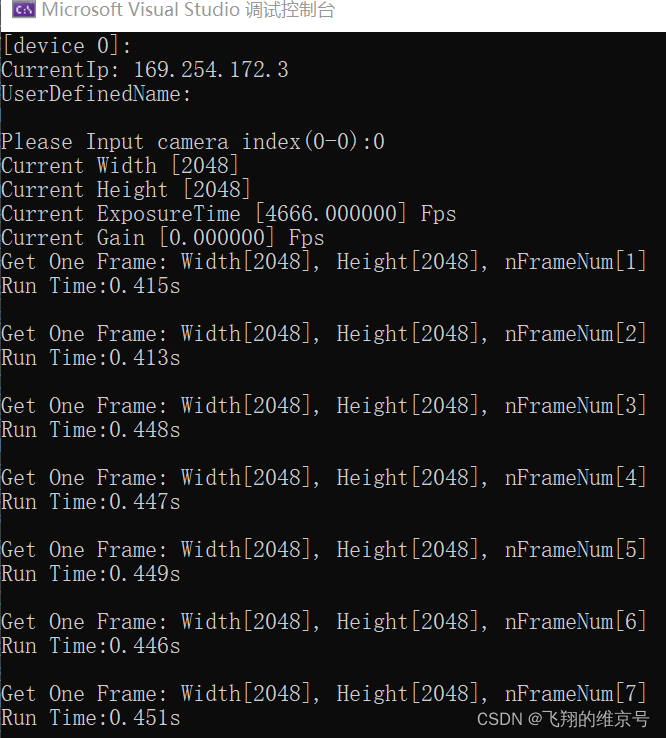 Microsoft Visual Studio 调试控制台
[device 0]:
CurrentIp: 169.254.172.3
UserDefinedName:
Please Input camera index(0-0):0
Current Width [2048]
Current Height [2048]
Current ExposureTime [4666.000000] Fps
Current Gain [0.000000] Fps
Get One Frame: Width[2048], Height[2048], nFrameNum[1]
Run Time:0.415s
Get One Frame: Width[2048], Height[2048], nFrameNum[2]
Run Time:0.413s
Get One Frame: Width[2048], Height[2048], nFrameNum[3]
Run Time:0.448s
Get One Frame: Width[2048], Height[2048], nFrameNum[4]
Run Time:0.447s
Get One Frame: Width[2048], Height[2048], nFrameNum[5]
Run Time:0.449s
Get One Frame: Width[2048], Height[2048], nFrameNum[6]
Run Time:0.446s
Get One Frame: Width[2048], Height[2048], nFrameNum[7]
Run Time:0.451s
CSDN @飞翔的维京号